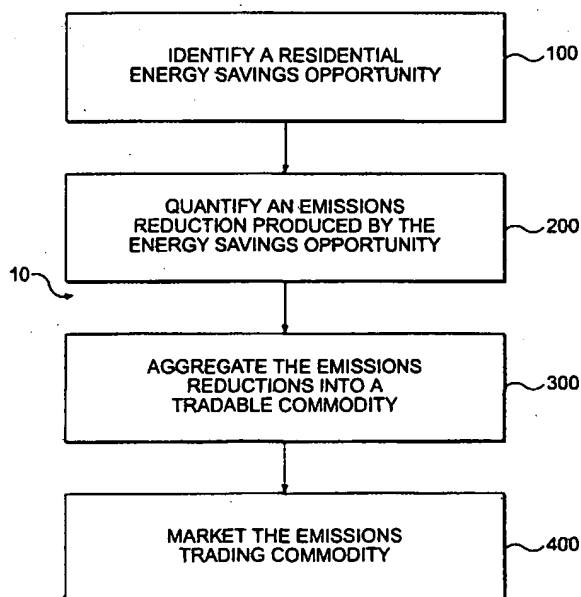 IDENTIFY A RESIDENTIAL
ENERGY SAVINGS OPPORTUNITY
100
QUANTIFY AN EMISSIONS
REDUCTION PRODUCED BY THE
ENERGY SAVINGS OPPORTUNITY
200
10
AGGREGATE THE EMISSIONS
REDUCTIONS INTO A
TRADABLE COMMODITY
300
MARKET THE EMISSIONS
TRADING COMMODITY
400